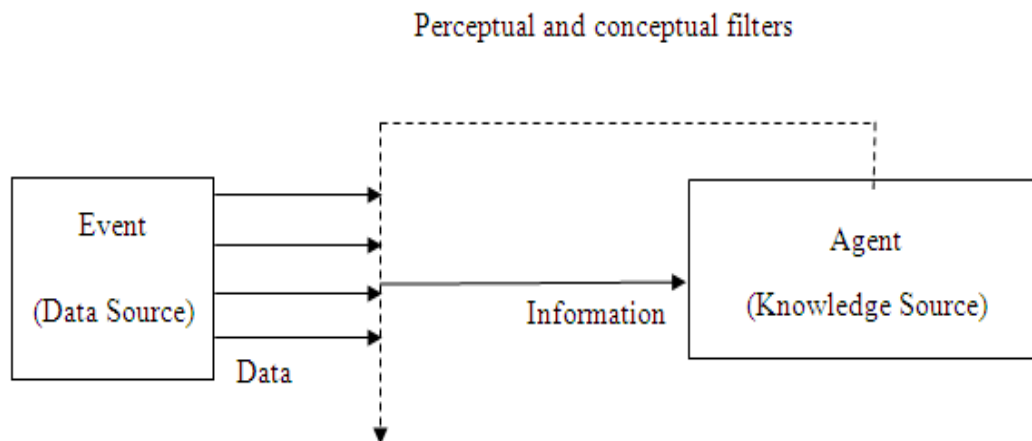 Perceptual and conceptual filters
Event
(Data Source)
Data
Information
Agent
(Knowledge Source)